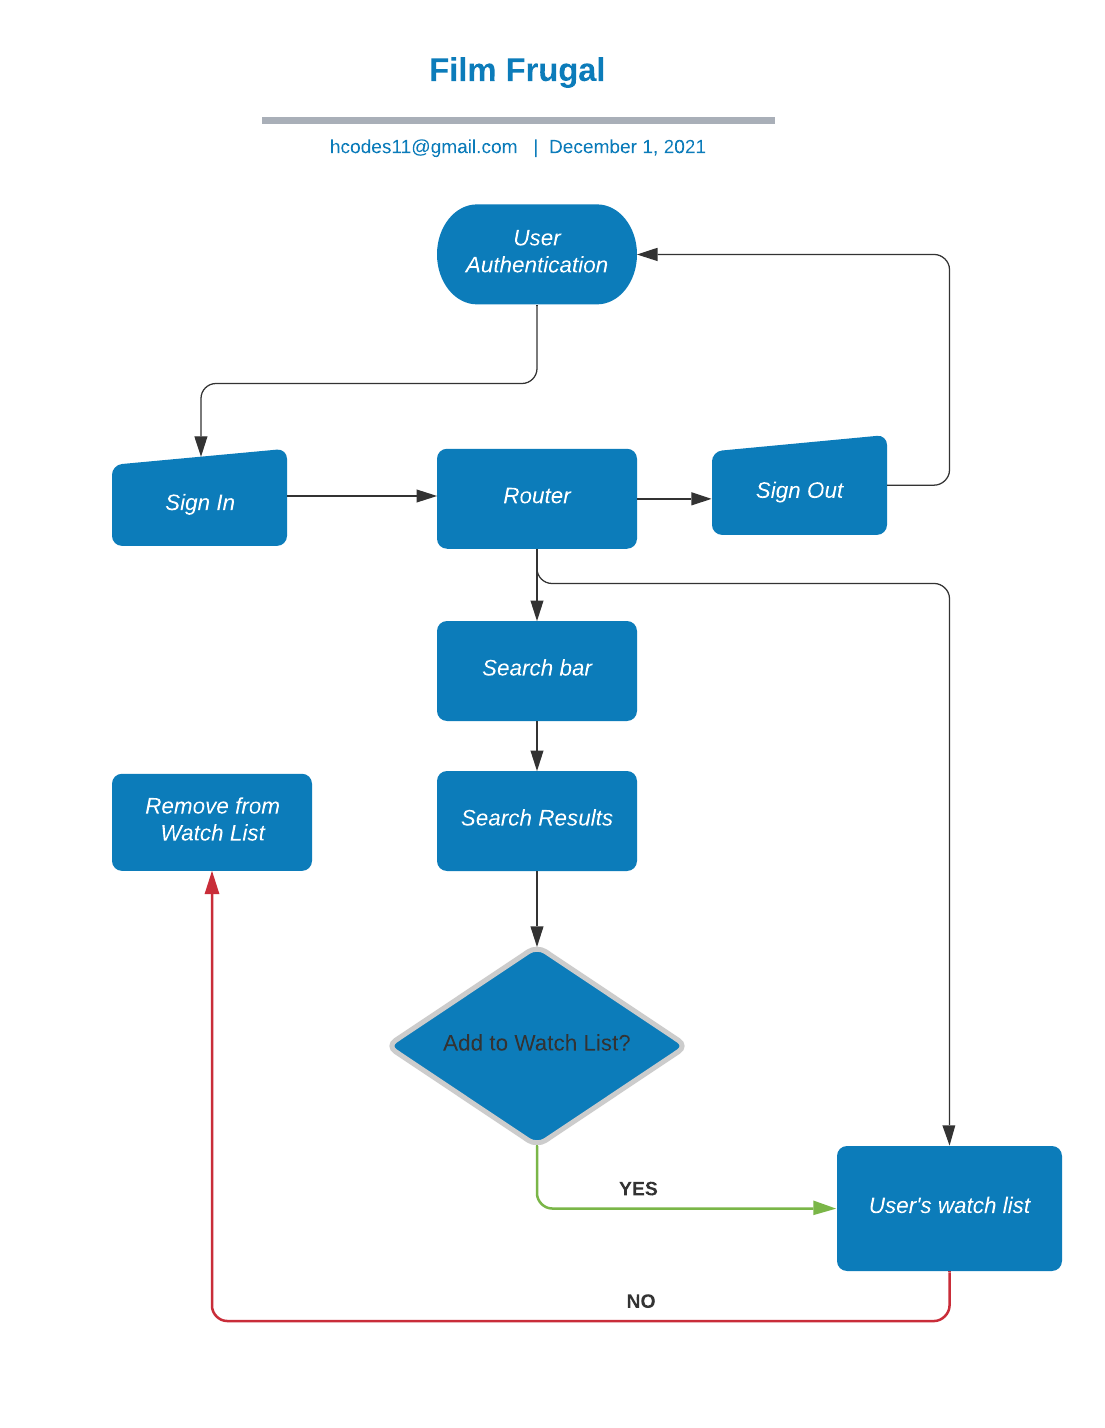 Film Frugal
hcodes11@gmail.com | December 1, 2021
User
Authentication
Sign In
Router
Sign Out
Search bar
Remove from
Watch List
Search Results
Add to Watch List?
YES
User's watch list
NO